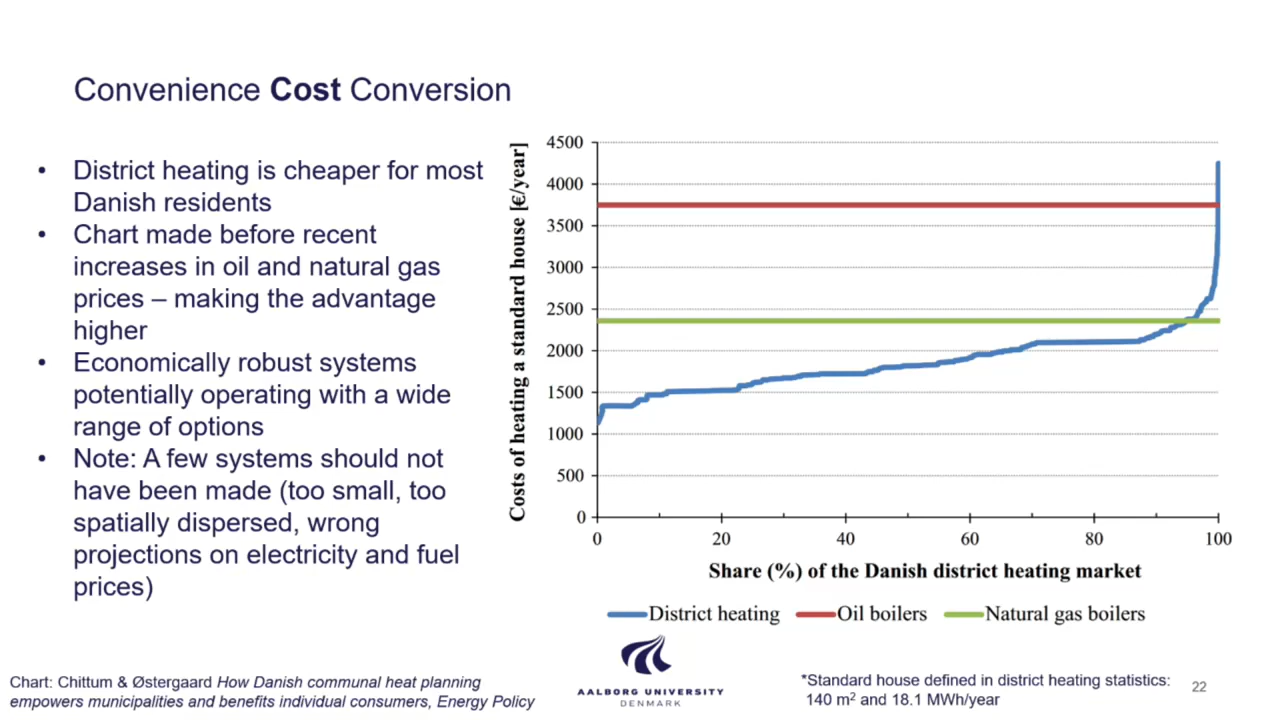 Convenience Cost Conversion
• District heating is cheaper for most
Danish residents
• Chart made before recent
increases in oil and natural gas
prices – making the advantage
higher
• Economically robust systems
potentially operating with a wide
range of options
• Note: A few systems should not
have been made (too small, too
spatially dispersed, wrong
projections on electricity and fuel
prices)
Costs of heating a standard house [€/year]
4500
4000
3500
3000
2500
2000
1500
1000
500
0
0 20 40 60 80 100
Share (%) of the Danish district heating market
District heating Oil boilers Natural gas boilers
Chart: Chittum & Østergaard How Danish communal heat planning
empowers municipalities and benefits individual consumers, Energy Policy
AALBORG UNIVERSITY
DENMARK
*Standard house defined in district heating statistics:
140 m² and 18.1 MWh/year
22